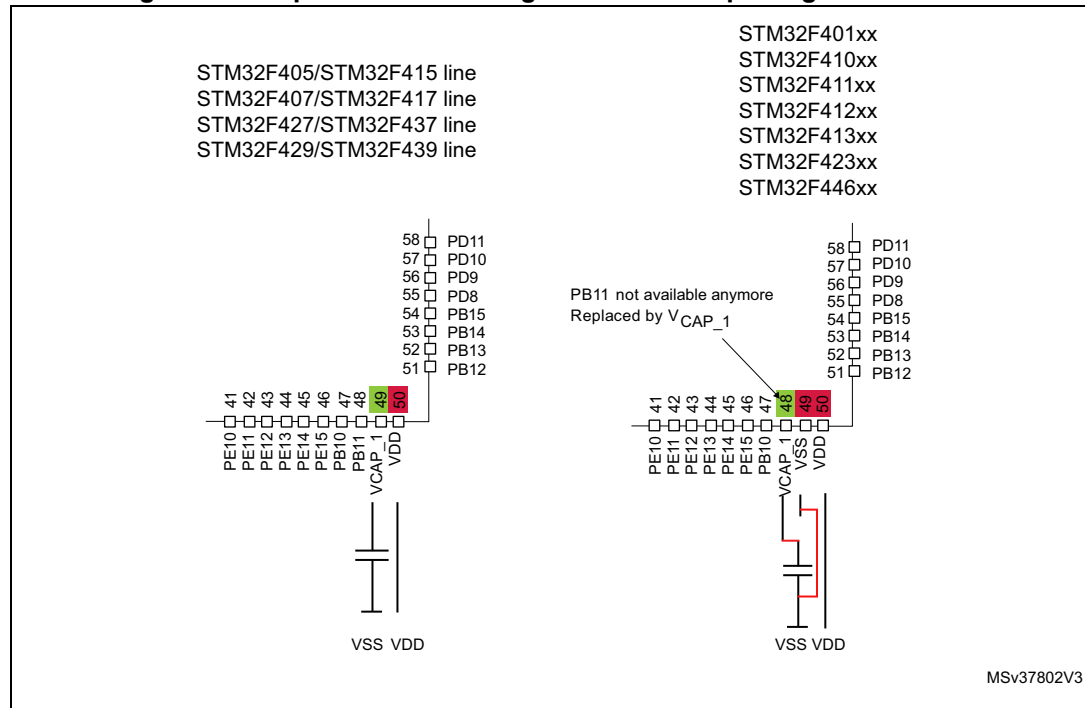 STM32F405/STM32F415 line
STM32F407/STM32F417 line
STM32F427/STM32F437 line
STM32F429/STM32F439 line
58 PD11
57 PD10
56 PD9
55 PD8
54 PB15
53 PB14
52 PB13
51 PB12
41 42 43 44 45 46 47 48 49 50
PE10 PE11 PE12 PE13 PE14 PE15 PB10 PB11 VCAP_1 VDD
VSS VDD
STM32F401xx
STM32F410xx
STM32F411xx
STM32F412xx
STM32F413xx
STM32F423xx
STM32F446xx
PB11 not available anymore
Replaced by VCAP_1
58 PD11
57 PD10
56 PD9
55 PD8
54 PB15
53 PB14
52 PB13
51 PB12
41 42 43 44 45 46 47 48 49 50
PE10 PE11 PE12 PE13 PE14 PE15 PB10 VCAP_1 VSS VDD
VSS VDD
MSv37802V3